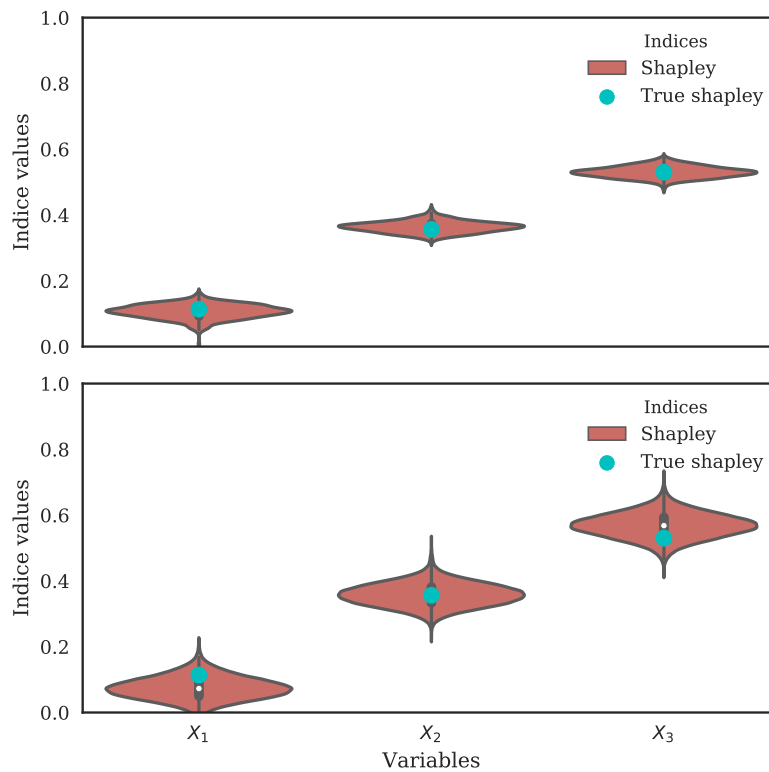 1.0
Indices
0.8
Shapley
True shapley
0.6
Indice values
0.4
0.2
0.0
1.0
Indices
0.8
Shapley
True shapley
0.6
Indice values
0.4
0.2
0.0
X₁ X₂ X₃
Variables